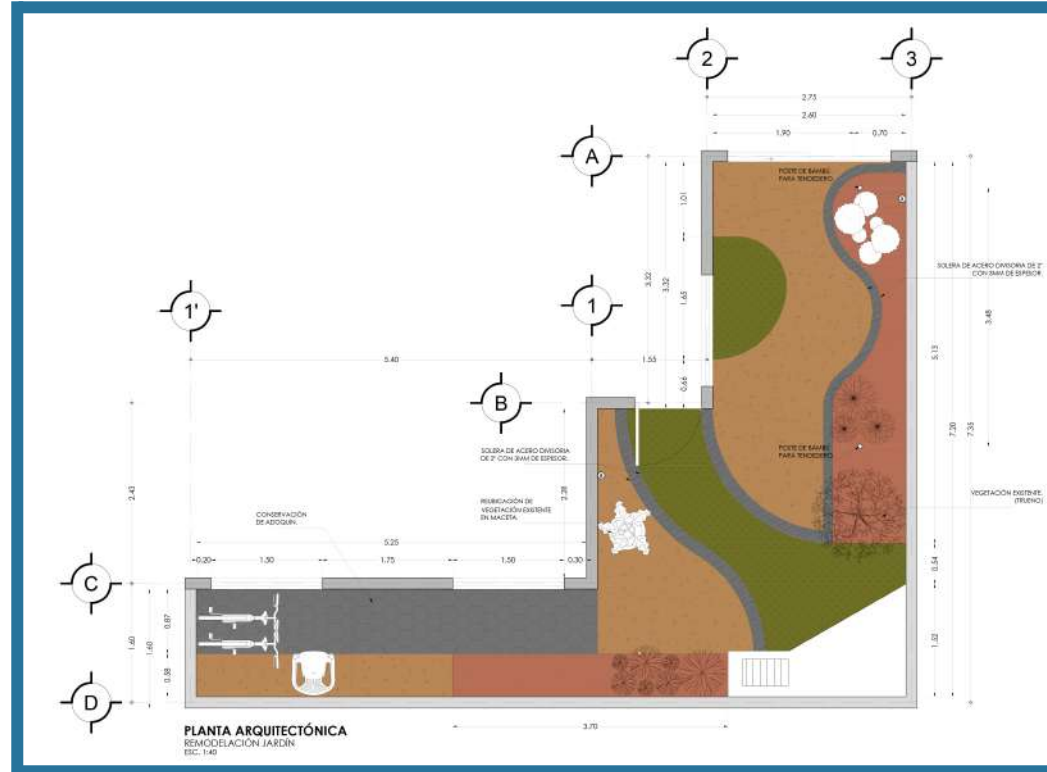 2
3
2.75
2.60
1.90
0.70
A
POSTE DE BAMBÚ
PARA TENDEDERO.
1.01
SOLERA DE ACERO DIVISORIA DE 2"
CON 3MM DE ESPESOR.
3.32
3.32
1.65
3.48
1'
1
5.40
1.55
5.13
0.66
B
7.20
7.35
SOLERA DE ACERO DIVISORIA
DE 2" CON 3MM DE ESPESOR.
POSTE DE BAMBÚ
PARA TENDEDERO.
2.43
2.28
REUBICACIÓN DE
VEGETACIÓN EXISTENTE
EN MACETA.
VEGETACIÓN EXISTENTE.
(TRUENO)
CONSERVACIÓN
DE ADOQUÍN.
5.25
0.20
1.50
1.75
1.50
0.30
0.54
C
0.87
1.60
1.60
0.58
1.52
D
3.70
PLANTA ARQUITECTÓNICA
REMODELACIÓN JARDÍN
ESC. 1:40